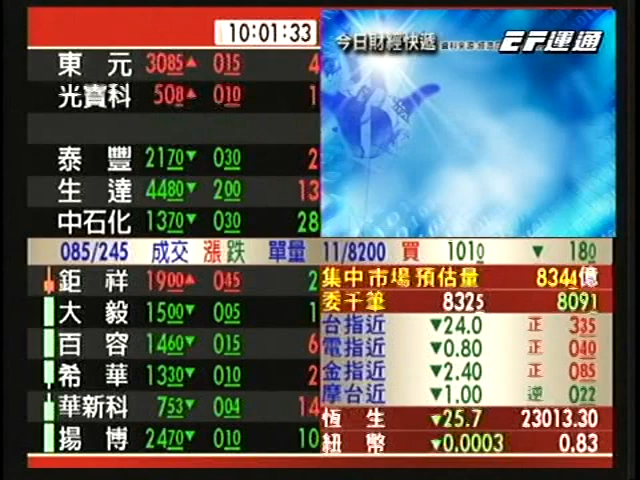 10:01:33
今日財經快遞
運通
東元 3085▲ 015 4
光寶科 508▲ 010 1
泰豐 2170▼ 030 2
生達 4480▼ 200 13
中石化 1370▼ 030 28
085/245 成交 漲跌 單量 11/8200 買 1010 ▼ 180
鉅祥 1900▲ 045 2
大毅 1500▼ 005 1
百容 1460▼ 015 6
希華 1330▼ 010 2
華新科 753▼ 004 14
揚博 2470▼ 010 10
集中市場預估量 8344億
委千筆 8325 8091
台指近 ▼24.0 正 335
電指近 ▼0.80 正 040
金指近 ▼2.40 正 085
摩台近 ▼1.00 逆 022
恆生 ▼25.7 23013.30
紐幣 ▼0.0003 0.83